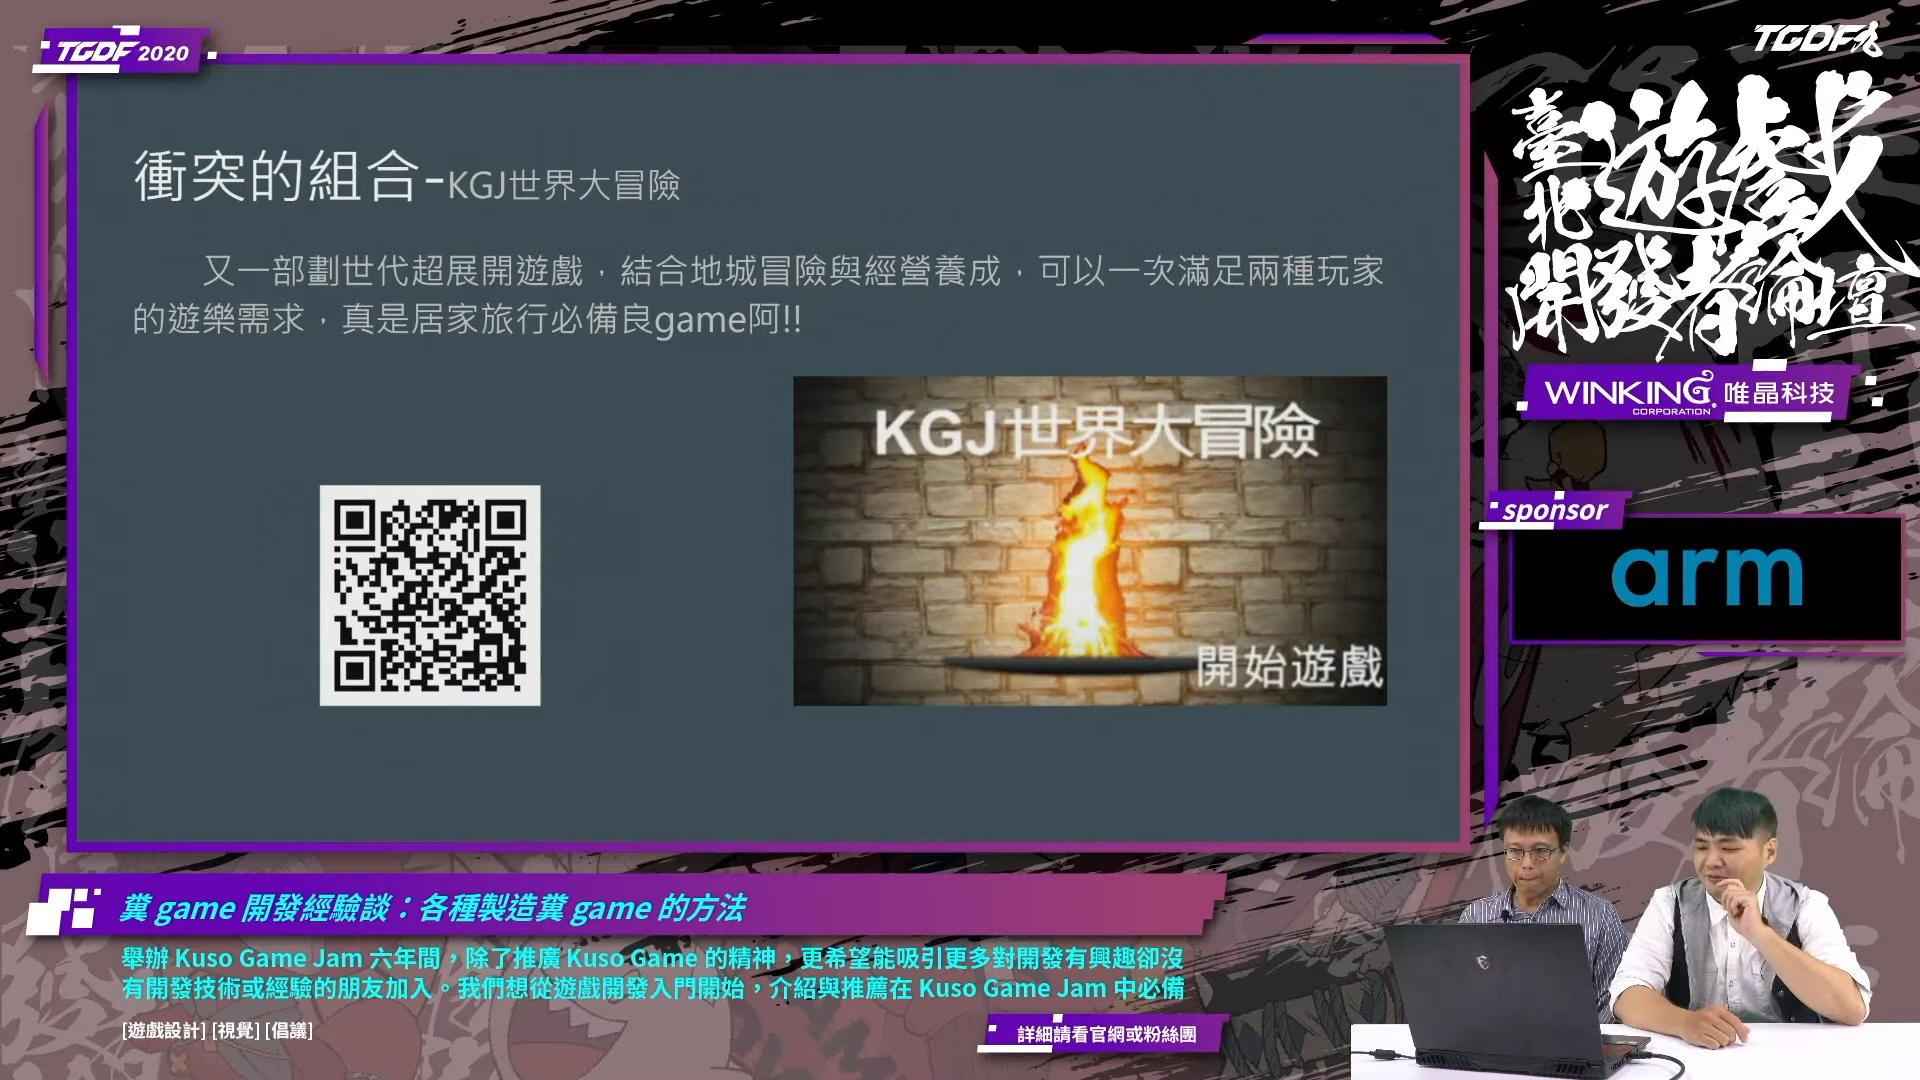 TGDF 2020
TGDF九
臺北遊戲開發者論壇
WINKING CORPORATION 唯晶科技
sponsor
arm
衝突的組合-KGJ世界大冒險
又一部劃世代超展開遊戲，結合地城冒險與經營養成，可以一次滿足兩種玩家
的遊樂需求，真是居家旅行必備良game阿!!
KGJ世界大冒險
開始遊戲
糞 game 開發經驗談：各種製造糞 game 的方法
舉辦 Kuso Game Jam 六年間，除了推廣 Kuso Game 的精神，更希望能吸引更多對開發有興趣卻沒
有開發技術或經驗的朋友加入。我們想從遊戲開發入門開始，介紹與推薦在 Kuso Game Jam 中必備
[遊戲設計] [視覺] [倡議]
詳細請看官網或粉絲團